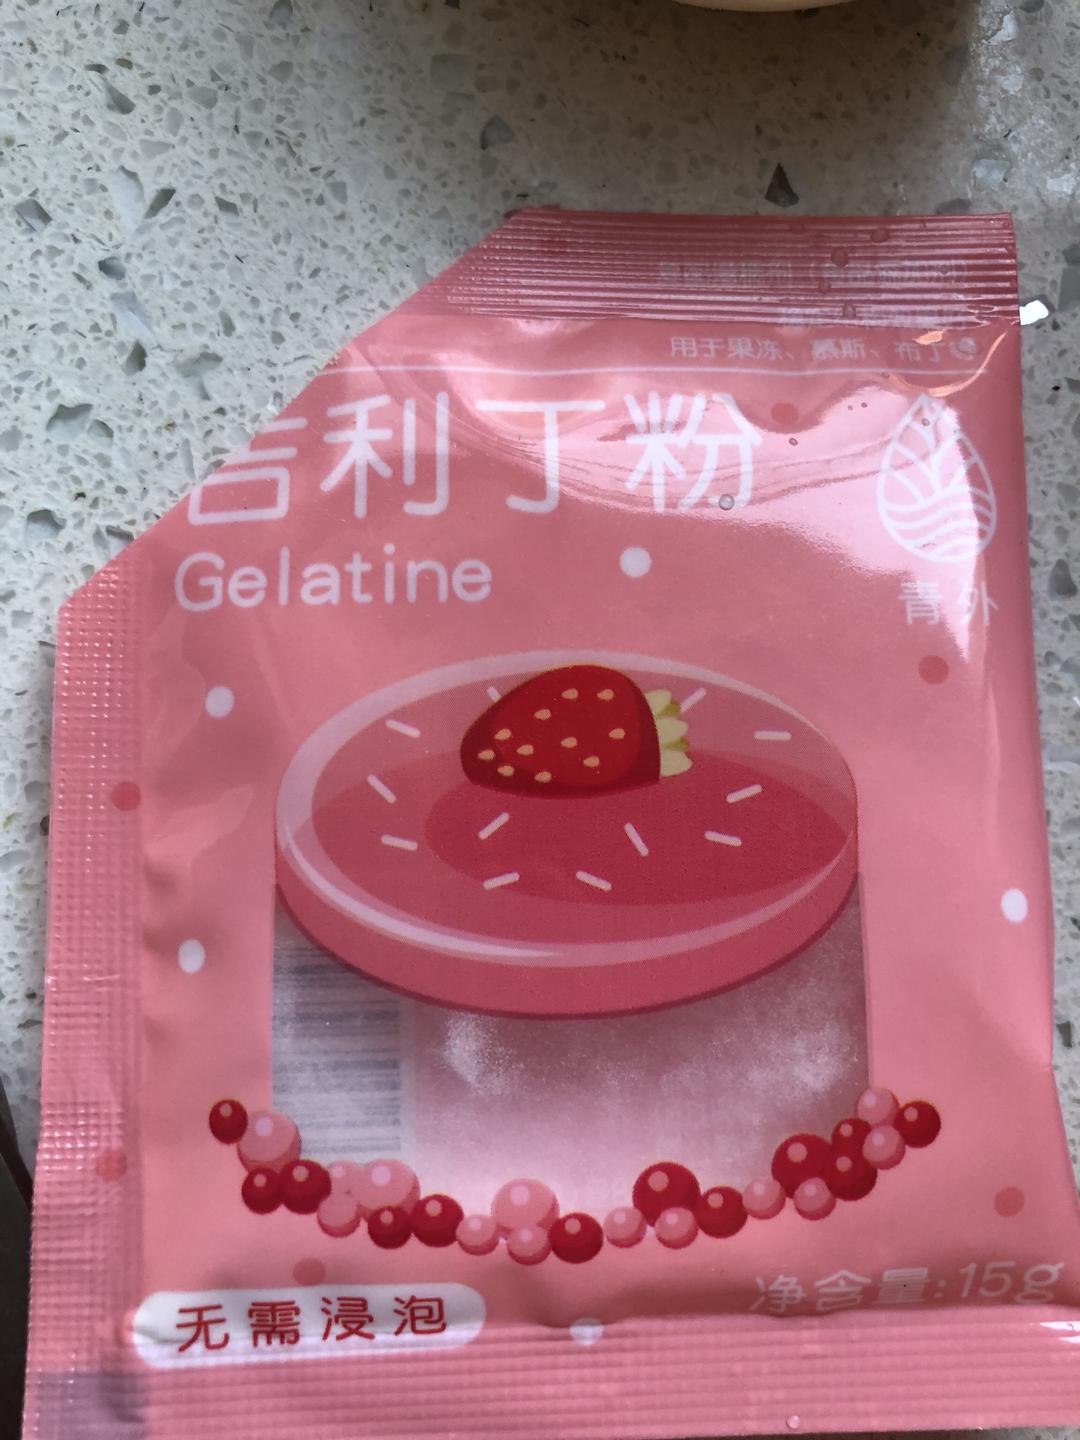 用于果冻、慕斯、布丁等
吉利丁粉
Gelatine
青外
无需浸泡
净含量:15g